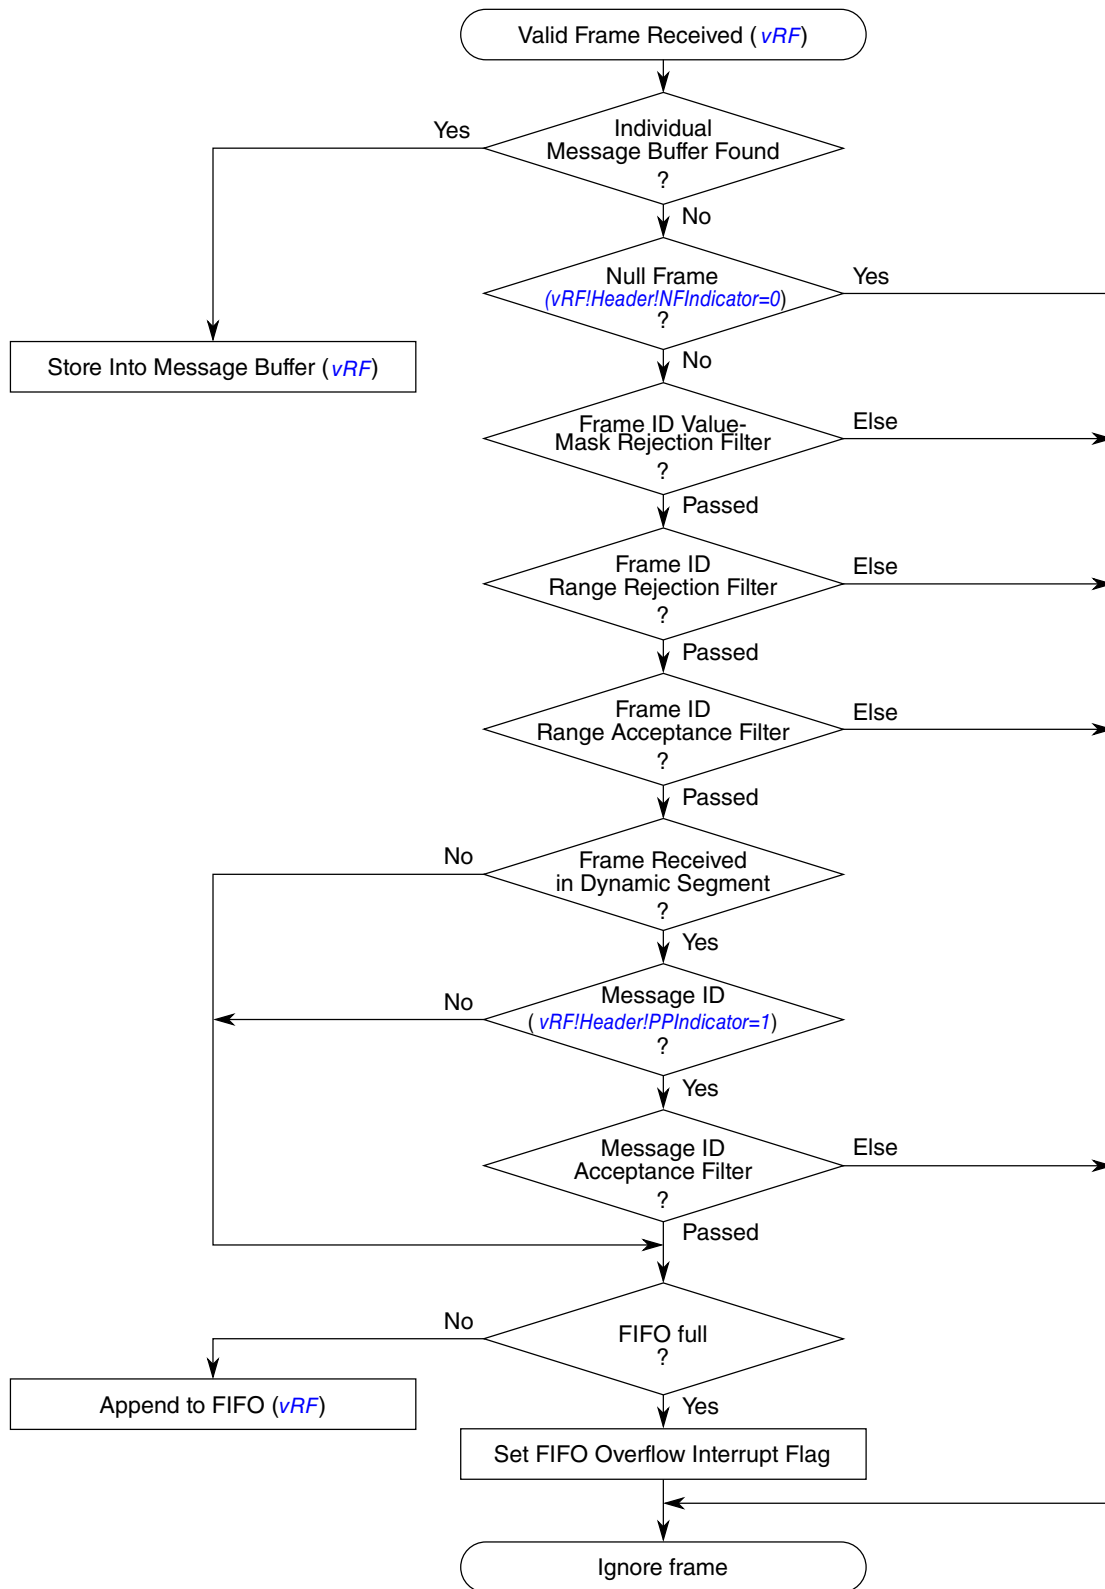 Valid Frame Received (vRF)
Yes
Individual
Message Buffer Found
?
No
Null Frame
(vRF!Header!NFIndicator=0)
?
Yes
Store Into Message Buffer (vRF)
No
Frame ID Value-
Mask Rejection Filter
?
Else
Passed
Frame ID
Range Rejection Filter
?
Else
Passed
Frame ID
Range Acceptance Filter
?
Else
Passed
No
Frame Received
in Dynamic Segment
?
Yes
No
Message ID
(vRF!Header!PPIndicator=1)
?
Yes
Message ID
Acceptance Filter
?
Else
Passed
No
FIFO full
?
Append to FIFO (vRF)
Yes
Set FIFO Overflow Interrupt Flag
Ignore frame